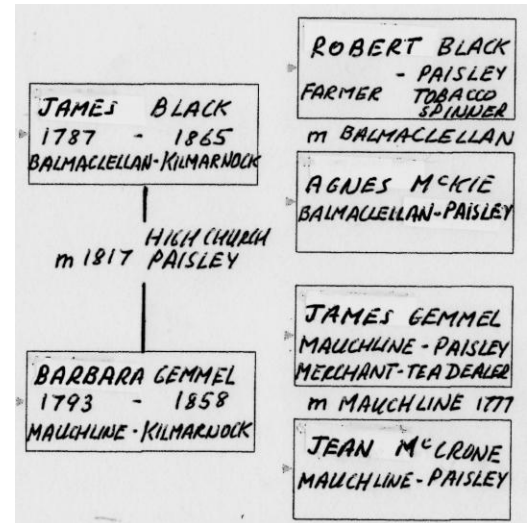 JAMES BLACK
1787 - 1865
BALMACLELLAN-KILMARNOCK
m 1817 HIGH CHURCH
PAISLEY
BARBARA GEMMEL
1793 - 1858
MAUCHLINE-KILMARNOCK
ROBERT BLACK
- PAISLEY
FARMER TOBACCO
SPINNER
m BALMACLELLAN
AGNES McKIE
BALMACLELLAN-PAISLEY
JAMES GEMMEL
MAUCHLINE-PAISLEY
MERCHANT-TEA DEALER
m MAUCHLINE 1777
JEAN McCRONE
MAUCHLINE-PAISLEY